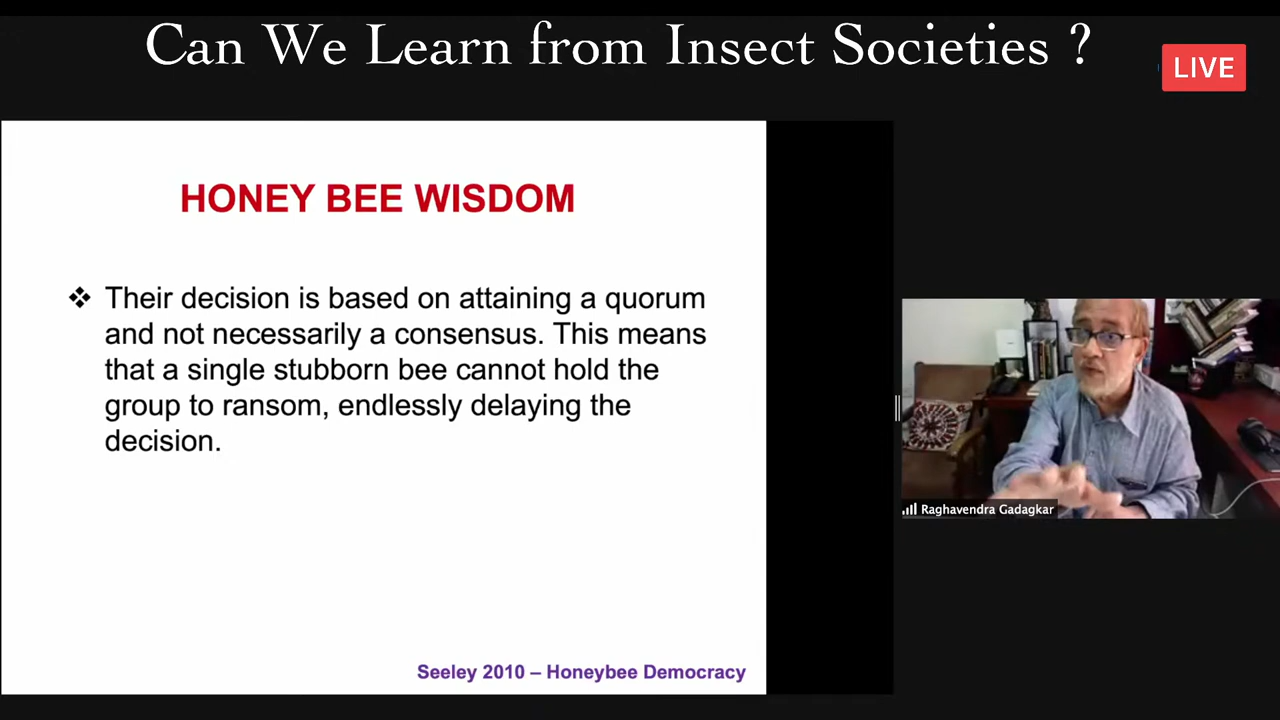 Can We Learn from Insect Societies ?
LIVE
HONEY BEE WISDOM
❖ Their decision is based on attaining a quorum
and not necessarily a consensus. This means
that a single stubborn bee cannot hold the
group to ransom, endlessly delaying the
decision.
Seeley 2010 – Honeybee Democracy
Raghavendra Gadagkar